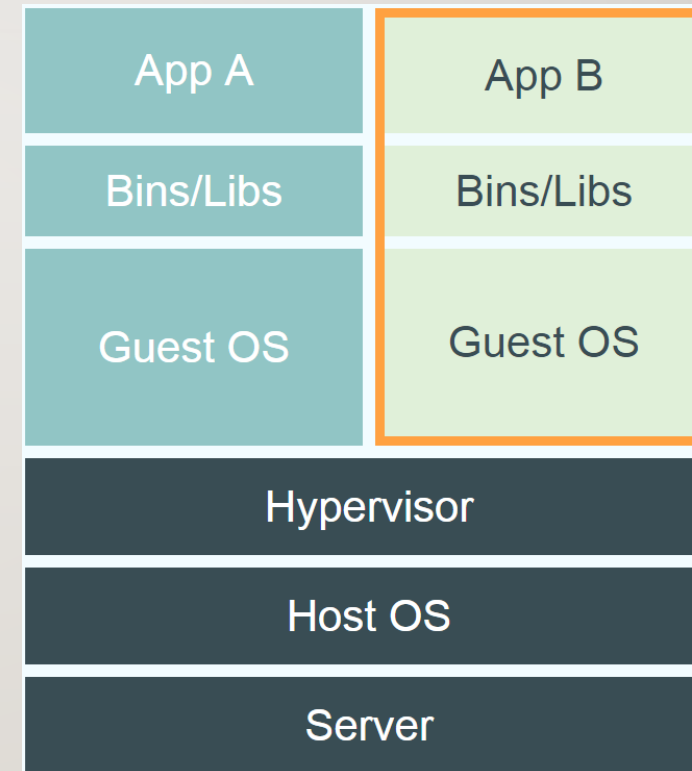 App A
App B
Bins/Libs
Bins/Libs
Guest OS
Guest OS
Hypervisor
Host OS
Server